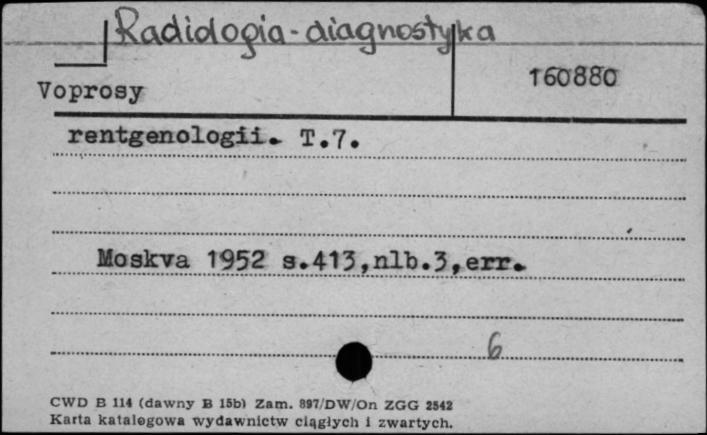 Radiologia-diagnostyka
160880
Voprosy
rentgenologii. T.7.
Moskva 1952 s.413,nlb.3,err.
6
CWD B 114 (dawny B 15b) Zam. 897/DW/On ZGG 2542
Karta katalogowa wydawnictw ciągłych i zwartych.